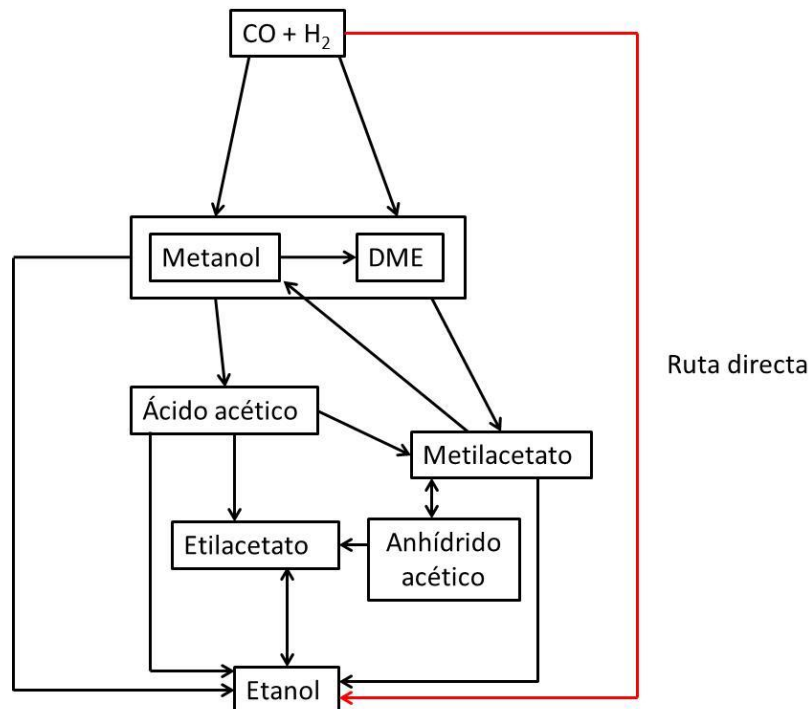 CO + H₂
Metanol
DME
Ruta directa
Ácido acético
Metilacetato
Etilacetato
Anhídrido
acético
Etanol